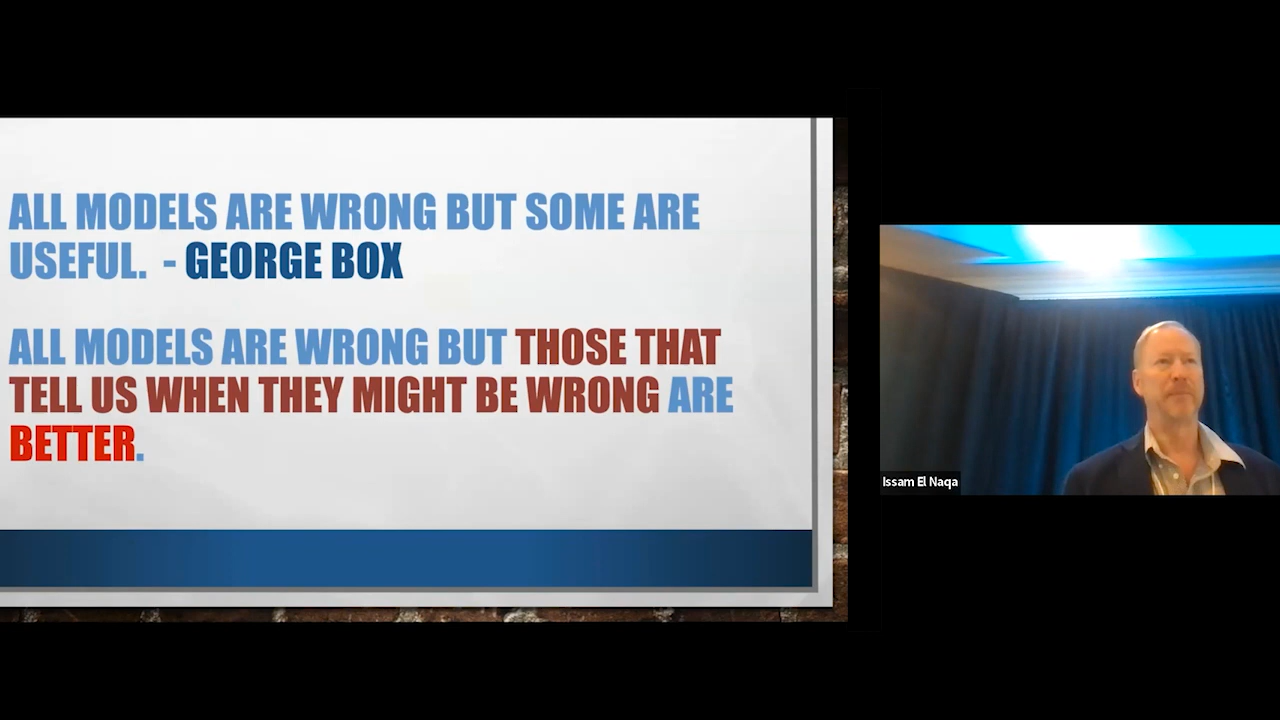 ALL MODELS ARE WRONG BUT SOME ARE
USEFUL. - GEORGE BOX
ALL MODELS ARE WRONG BUT THOSE THAT
TELL US WHEN THEY MIGHT BE WRONG ARE
BETTER.
Issam El Naqa